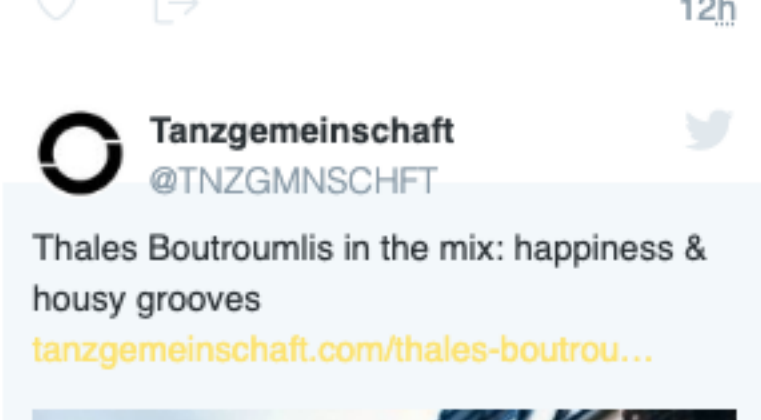 12h
Tanzgemeinschaft
@TNZGMNSCHFT
Thales Boutroumlis in the mix: happiness &
housy grooves
tanzgemeinschaft.com/thales-boutrou…